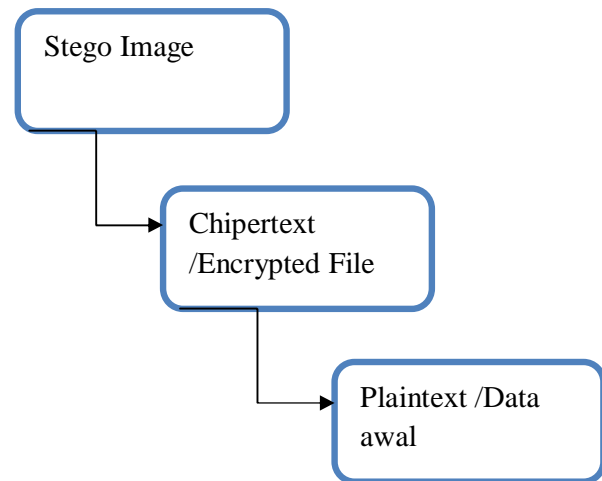 Stego Image
Chipertext
/Encrypted File
Plaintext /Data
awal